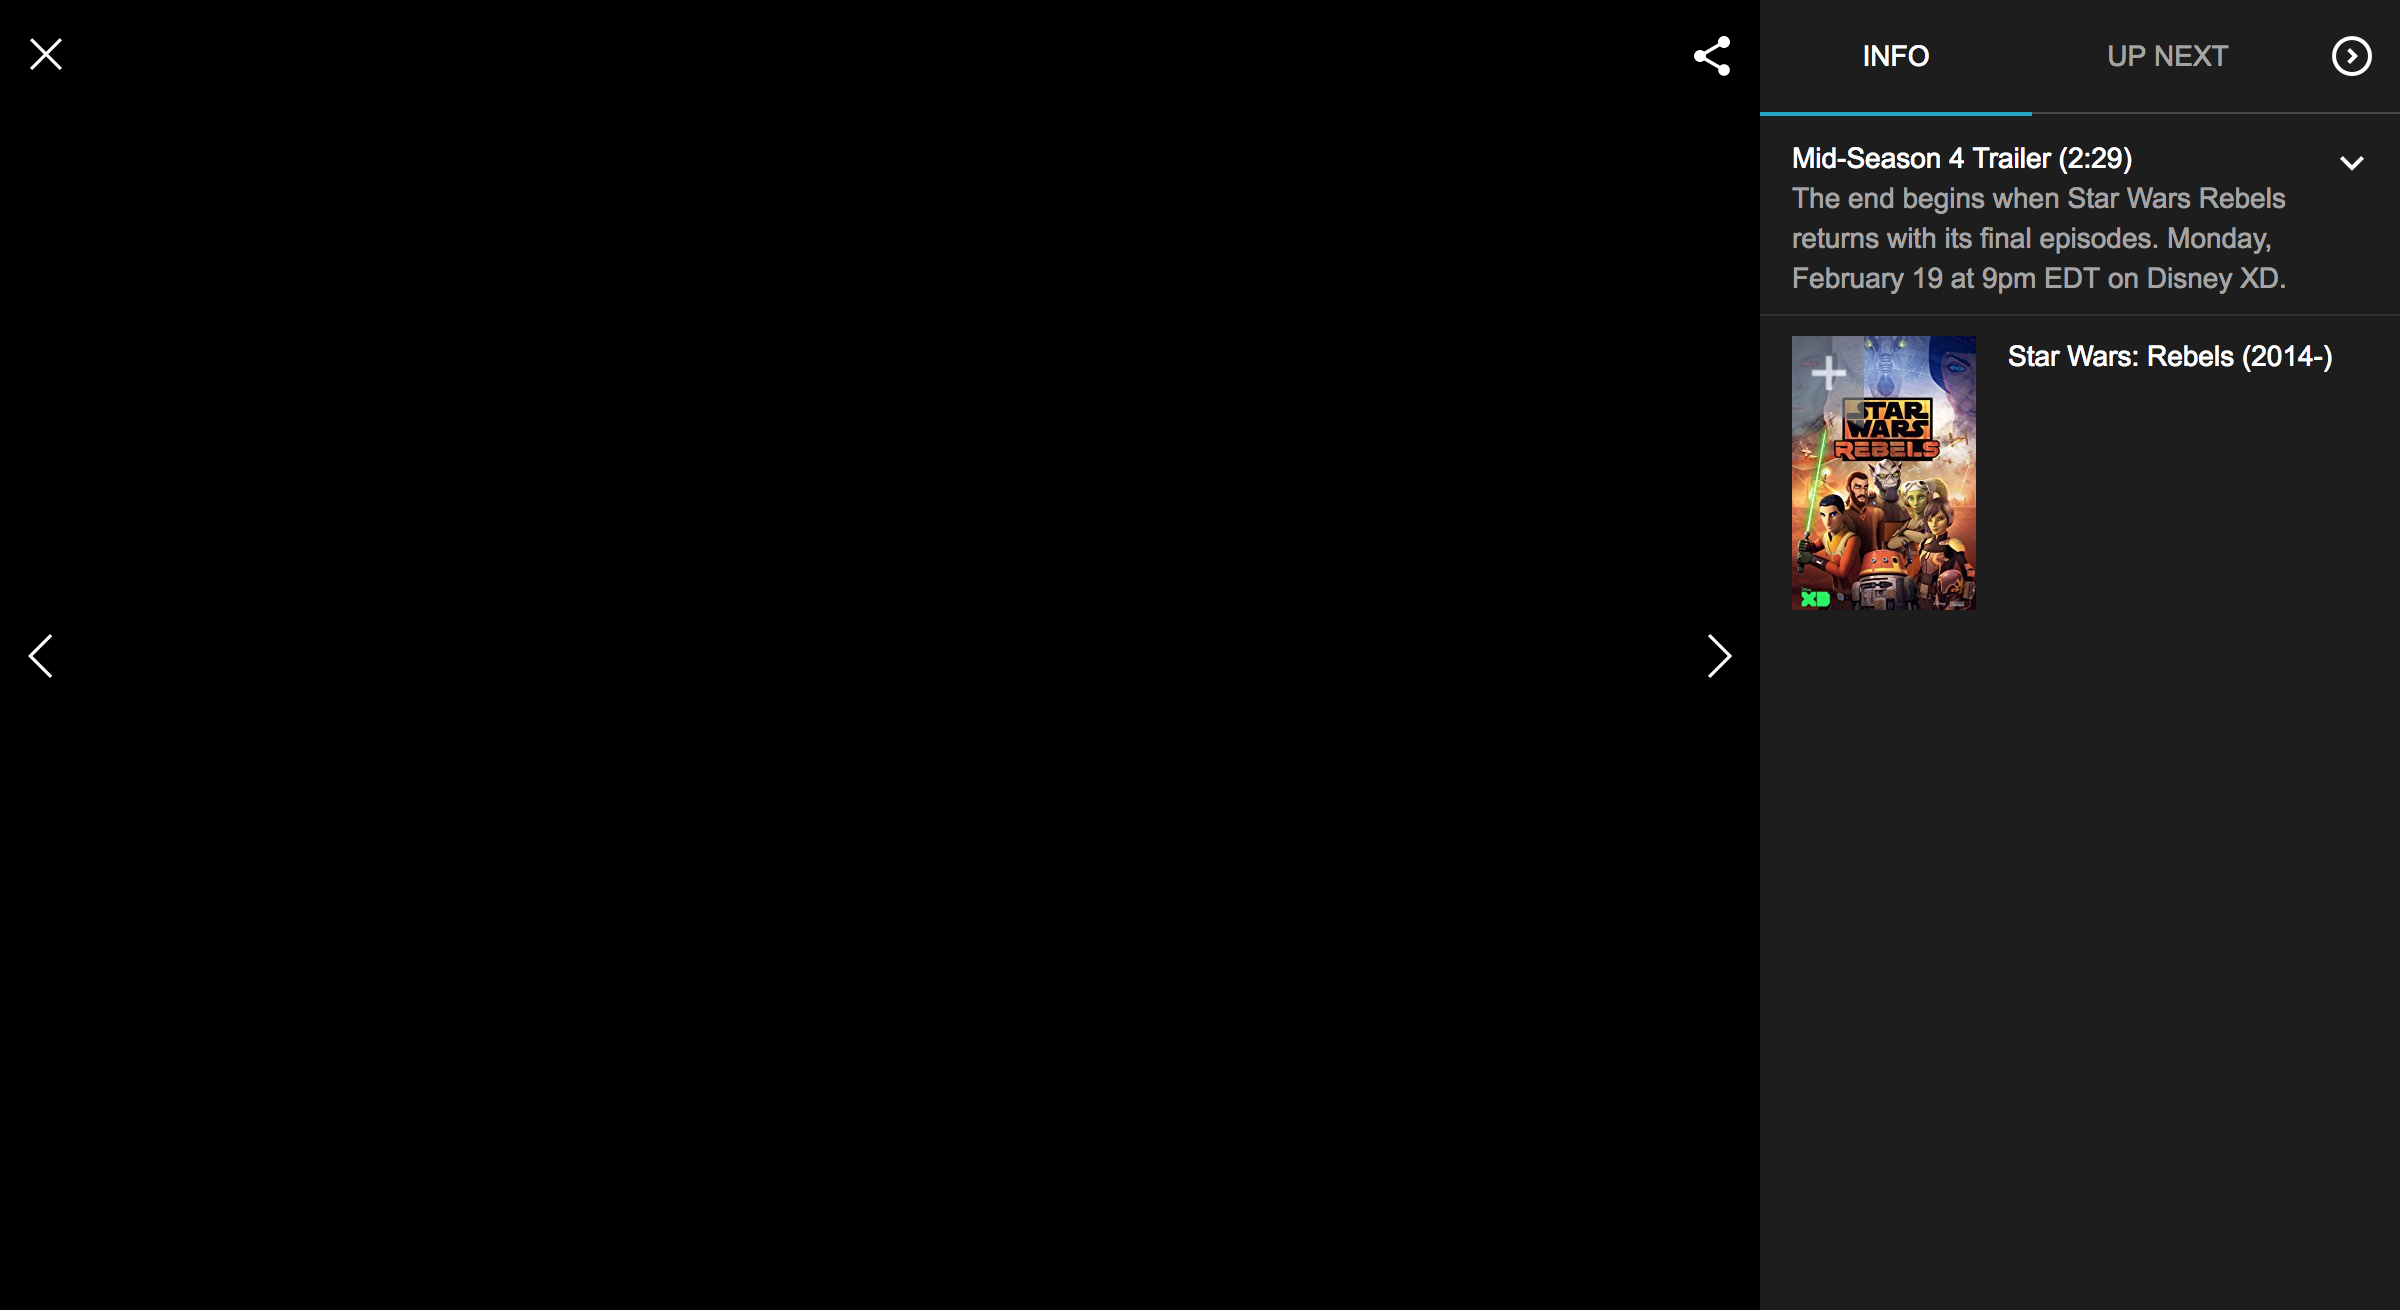 INFO
UP NEXT
Mid-Season 4 Trailer (2:29)
The end begins when Star Wars Rebels
returns with its final episodes. Monday,
February 19 at 9pm EDT on Disney XD.
Star Wars: Rebels (2014-)
STAR
WARS
REBELS
XD